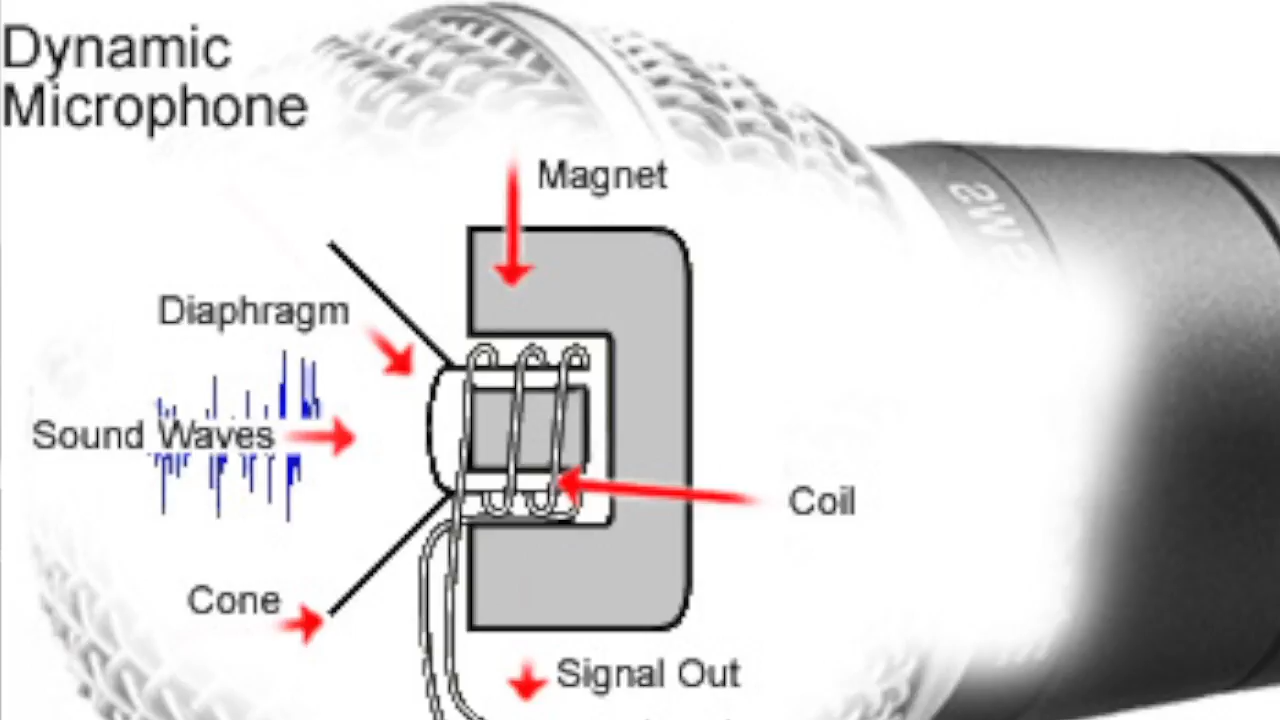 Dynamic
Microphone
Magnet
Diaphragm
Sound Waves
Coil
Cone
Signal Out